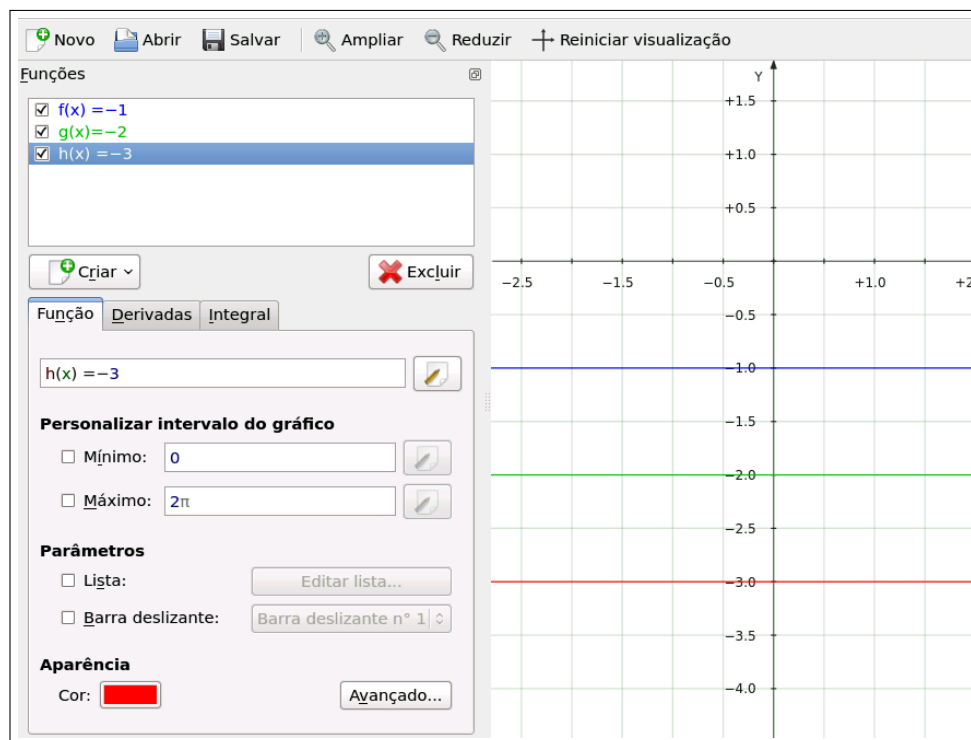 Novo Abrir Salvar Ampliar Reduzir Reiniciar visualização
Funções
f(x) =−1
g(x)=−2
h(x) =−3
Criar Excluir
Função Derivadas Integral
h(x) =−3
Personalizar intervalo do gráfico
Mínimo: 0
Máximo: 2π
Parâmetros
Lista: Editar lista...
Barra deslizante: Barra deslizante n° 1
Aparência
Cor: Avançado...
Y
+1.5
+1.0
+0.5
−2.5 −1.5 −0.5 +1.0 +2
−0.5
−1.0
−1.5
−2.0
−2.5
−3.0
−3.5
−4.0